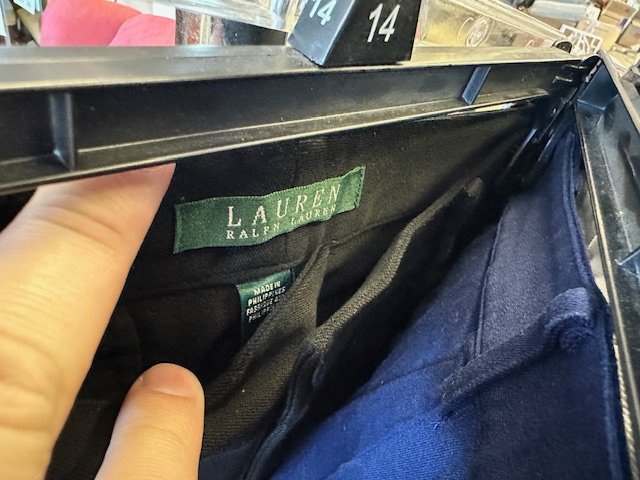 14
14
LAUREN
RALPH LAUREN
MADE IN
PHILIPPINES